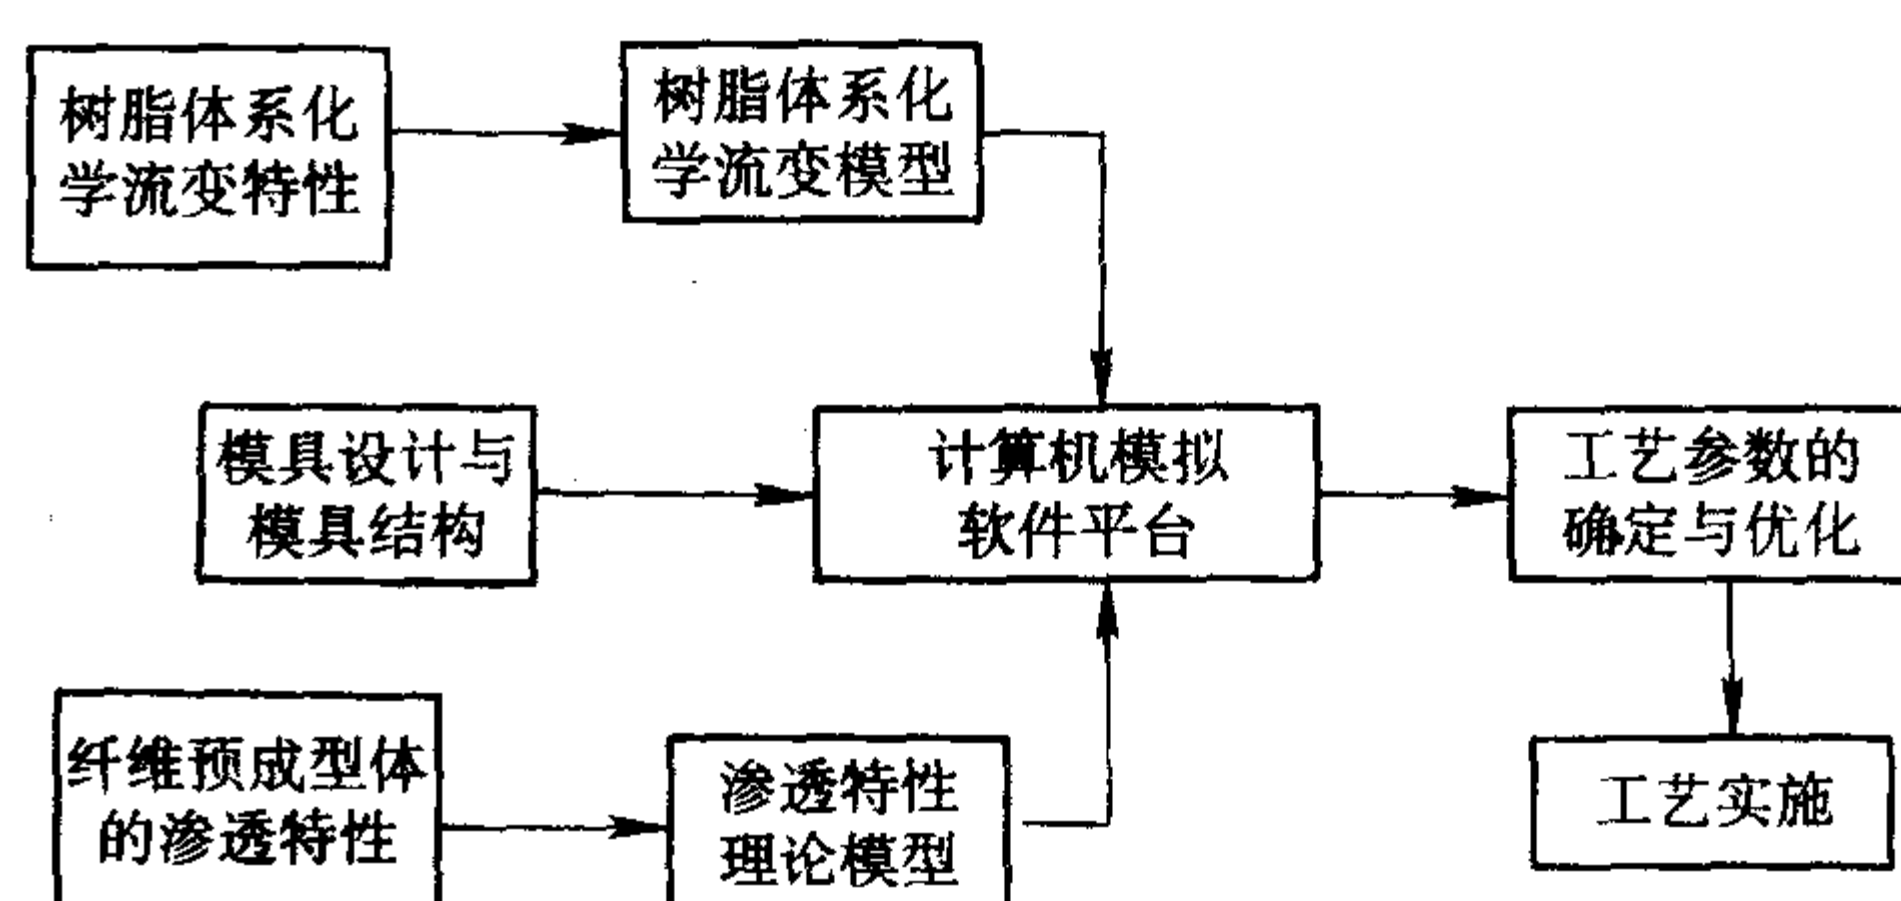 树脂体系化
学流变特性
树脂体系化
学流变模型
模具设计与
模具结构
计算机模拟
软件平台
工艺参数的
确定与优化
纤维预成型体
的渗透特性
渗透特性
理论模型
工艺实施